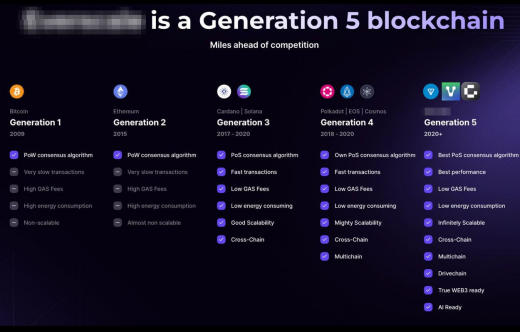 is a Generation 5 blockchain
Miles ahead of competition
Bitcoin
Generation 1
2009
PoW consensus algorithm
Very slow transactions
High GAS Fees
High energy consumption
Non-scalable
Ethereum
Generation 2
2015
PoW consensus algorithm
Very slow transactions
High GAS Fees
High energy consumption
Almost non scalable
Cardano | Solana
Generation 3
2017 - 2020
PoS consensus algorithm
Fast transactions
Low GAS Fees
Low energy consuming
Good Scalability
Cross-Chain
Polkadot | EOS | Cosmos
Generation 4
2018 - 2020
Own PoS consensus algorithm
Fast transactions
Low GAS Fees
Low energy consuming
Mighty Scalability
Cross-Chain
Multichain
Generation 5
2020+
Best PoS consensus algorithm
Best performance
Low GAS Fees
Low energy consumption
Infinitely Scalable
Cross-Chain
Multichain
Drivechain
True WEB3 ready
AI Ready